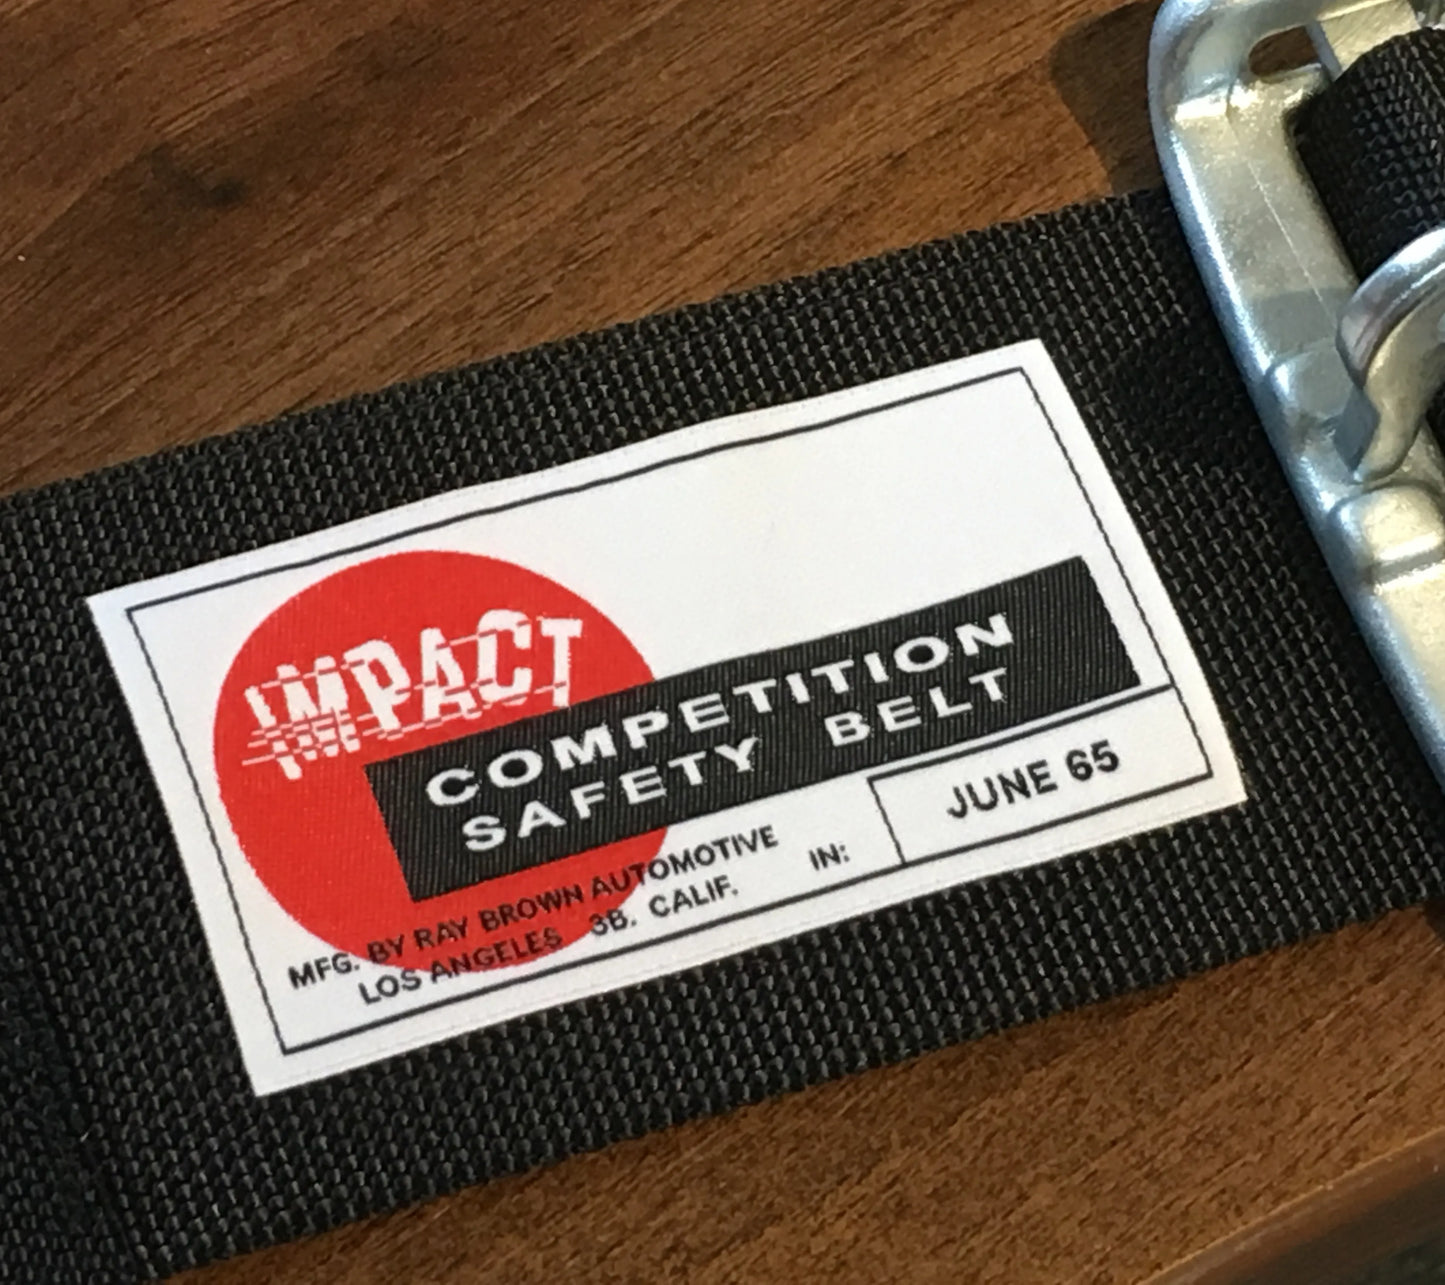 IMPACT
COMPETITION
SAFETY BELT
MFG. BY RAY BROWN AUTOMOTIVE
LOS ANGELES 3B. CALIF.
IN:
JUNE 65